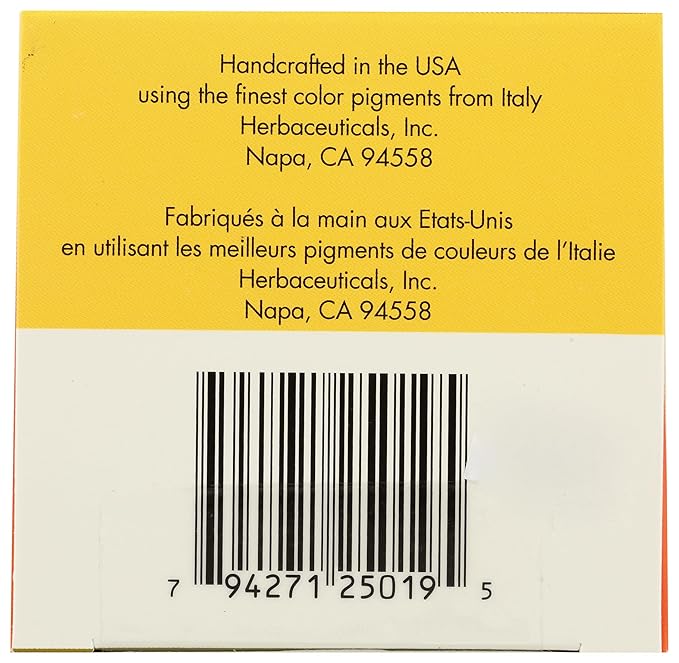 Handcrafted in the USA
using the finest color pigments from Italy
Herbaceuticals, Inc.
Napa, CA 94558
Fabriqués à la main aux Etats-Unis
en utilisant les meilleurs pigments de couleurs de l'Italie
Herbaceuticals, Inc.
Napa, CA 94558
7 94271 25019 5